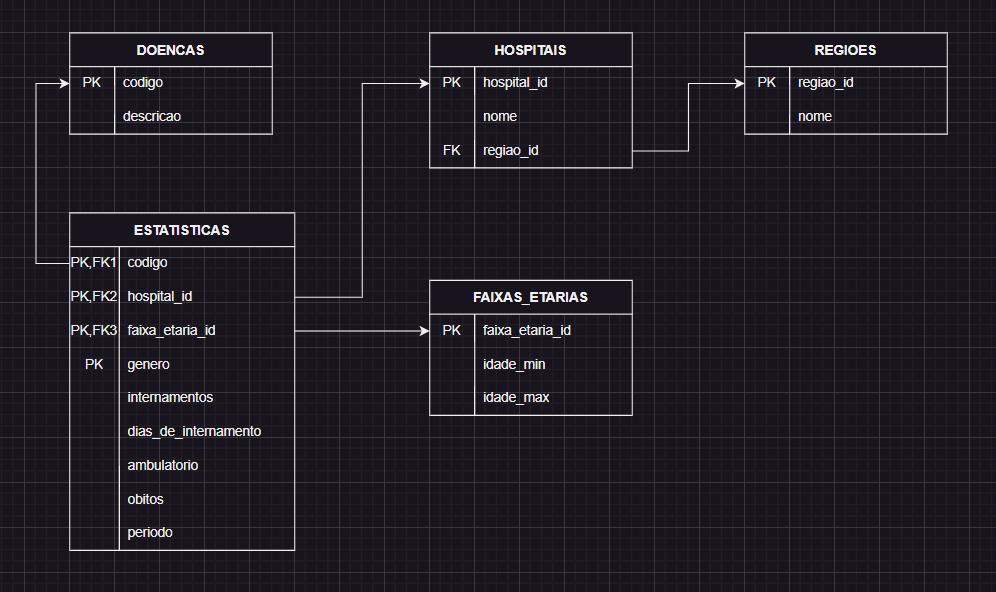 DOENCAS
PK codigo
descricao
HOSPITAIS
PK hospital_id
nome
FK regiao_id
REGIOES
PK regiao_id
nome
ESTATISTICAS
PK,FK1 codigo
PK,FK2 hospital_id
PK,FK3 faixa_etaria_id
PK genero
internamentos
dias_de_internamento
ambulatorio
obitos
periodo
FAIXAS_ETARIAS
PK faixa_etaria_id
idade_min
idade_max